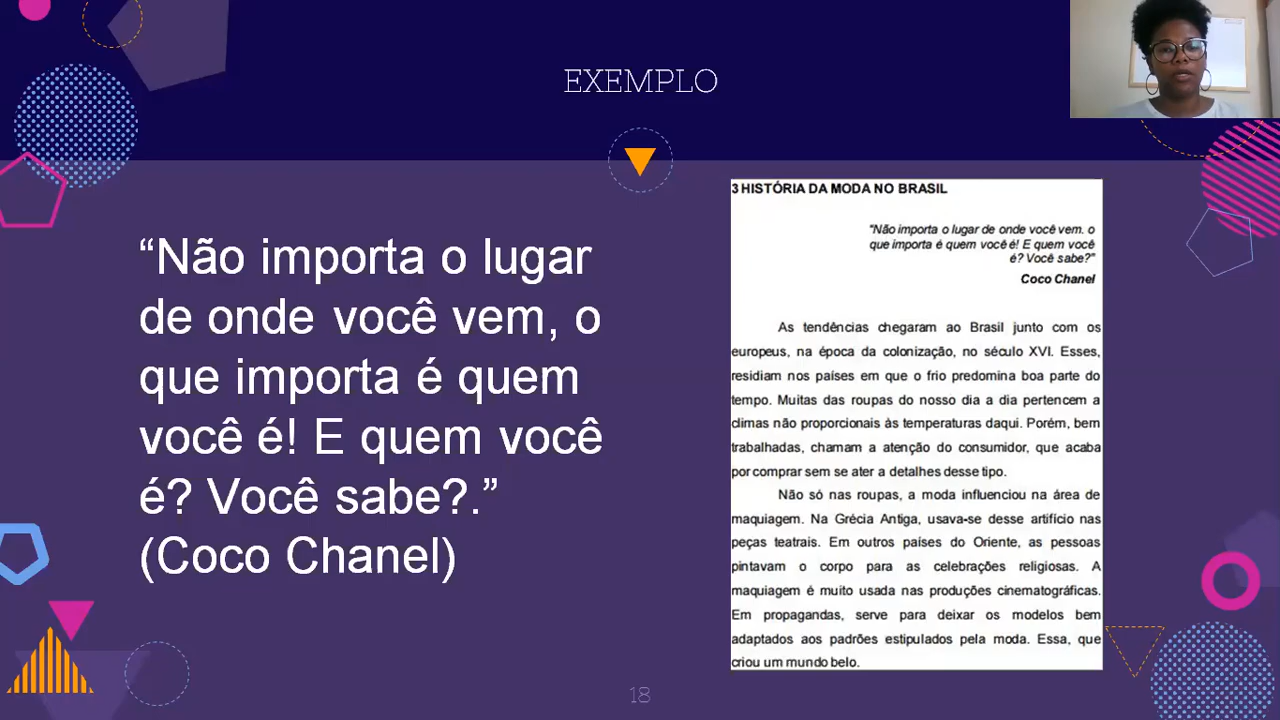 EXEMPLO
“Não importa o lugar
de onde você vem, o
que importa é quem
você é! E quem você
é? Você sabe?.”
(Coco Chanel)
3 HISTÓRIA DA MODA NO BRASIL
“Não importa o lugar de onde você vem. o
que importa é quem você é! E quem você
é? Você sabe?”
Coco Chanel
As tendências chegaram ao Brasil junto com os
europeus, na época da colonização, no século XVI. Esses,
residiam nos países em que o frio predomina boa parte do
tempo. Muitas das roupas do nosso dia a dia pertencem a
climas não proporcionais às temperaturas daqui. Porém, bem
trabalhadas, chamam a atenção do consumidor, que acaba
por comprar sem se ater a detalhes desse tipo.
Não só nas roupas, a moda influenciou na área de
maquiagem. Na Grécia Antiga, usava-se desse artifício nas
peças teatrais. Em outros países do Oriente, as pessoas
pintavam o corpo para as celebrações religiosas. A
maquiagem é muito usada nas produções cinematográficas.
Em propagandas, serve para deixar os modelos bem
adaptados aos padrões estipulados pela moda. Essa, que
criou um mundo belo.
18